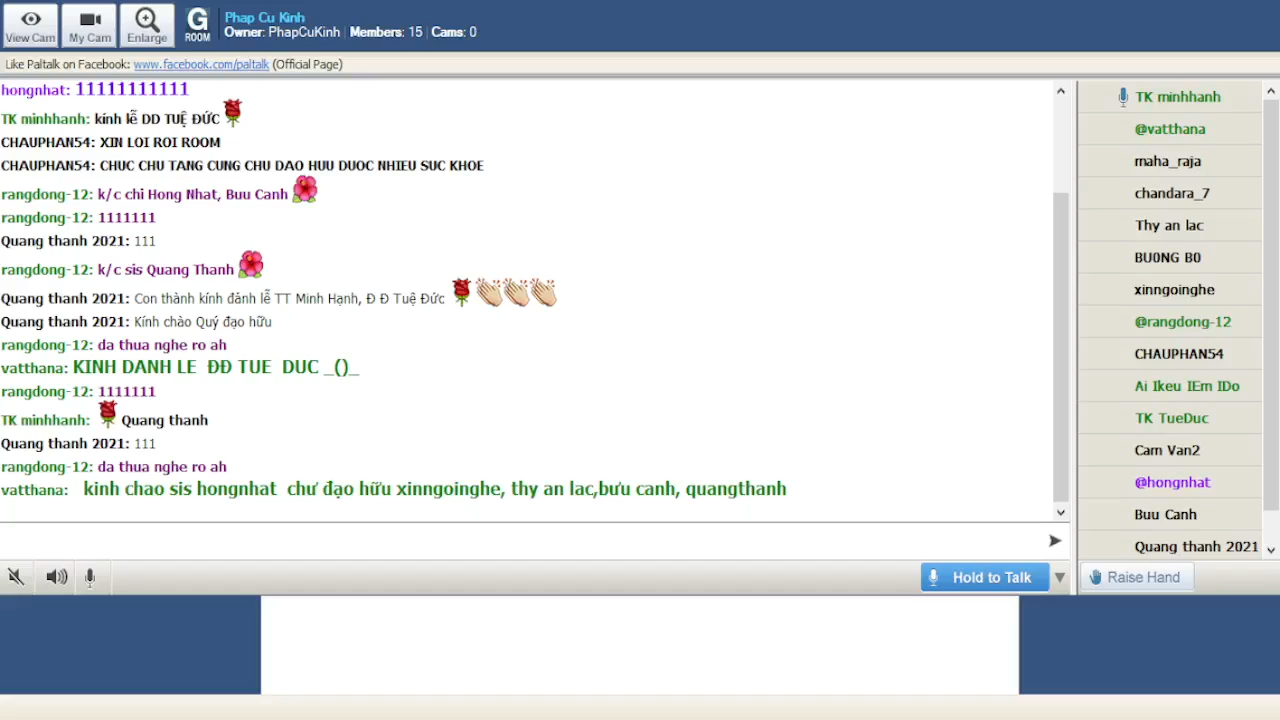 View Cam
My Cam
Enlarge
G
ROOM
Phap Cu Kinh
Owner: PhapCuKinh | Members: 15 | Cams: 0
Like Paltalk on Facebook: www.facebook.com/paltalk (Official Page)
hongnhat: 11111111111
TK minhhanh: kính lễ DD TUỆ ĐỨC
CHAUPHAN54: XIN LOI ROI ROOM
CHAUPHAN54: CHUC CHU TANG CUNG CHU DAO HUU DUOC NHIEU SUC KHOE
rangdong-12: k/c chi Hong Nhat, Buu Canh
rangdong-12: 1111111
Quang thanh 2021: 111
rangdong-12: k/c sis Quang Thanh
Quang thanh 2021: Con thành kính đảnh lễ TT Minh Hạnh, Đ Đ Tuệ Đức
Quang thanh 2021: Kính chào Quý đạo hữu
rangdong-12: da thua nghe ro ah
vatthana: KINH DANH LE ĐĐ TUE DUC _()_
rangdong-12: 1111111
TK minhhanh: Quang thanh
Quang thanh 2021: 111
rangdong-12: da thua nghe ro ah
vatthana: kinh chao sis hongnhat chư đạo hữu xinngoinghe, thy an lac,bưu canh, quangthanh
TK minhhanh
@vatthana
maha_raja
chandara_7
Thy an lac
BU0NG B0
xinngoinghe
@rangdong-12
CHAUPHAN54
Ai Ikeu IEm IDo
TK TueDuc
Cam Van2
@hongnhat
Buu Canh
Quang thanh 2021
Hold to Talk
Raise Hand